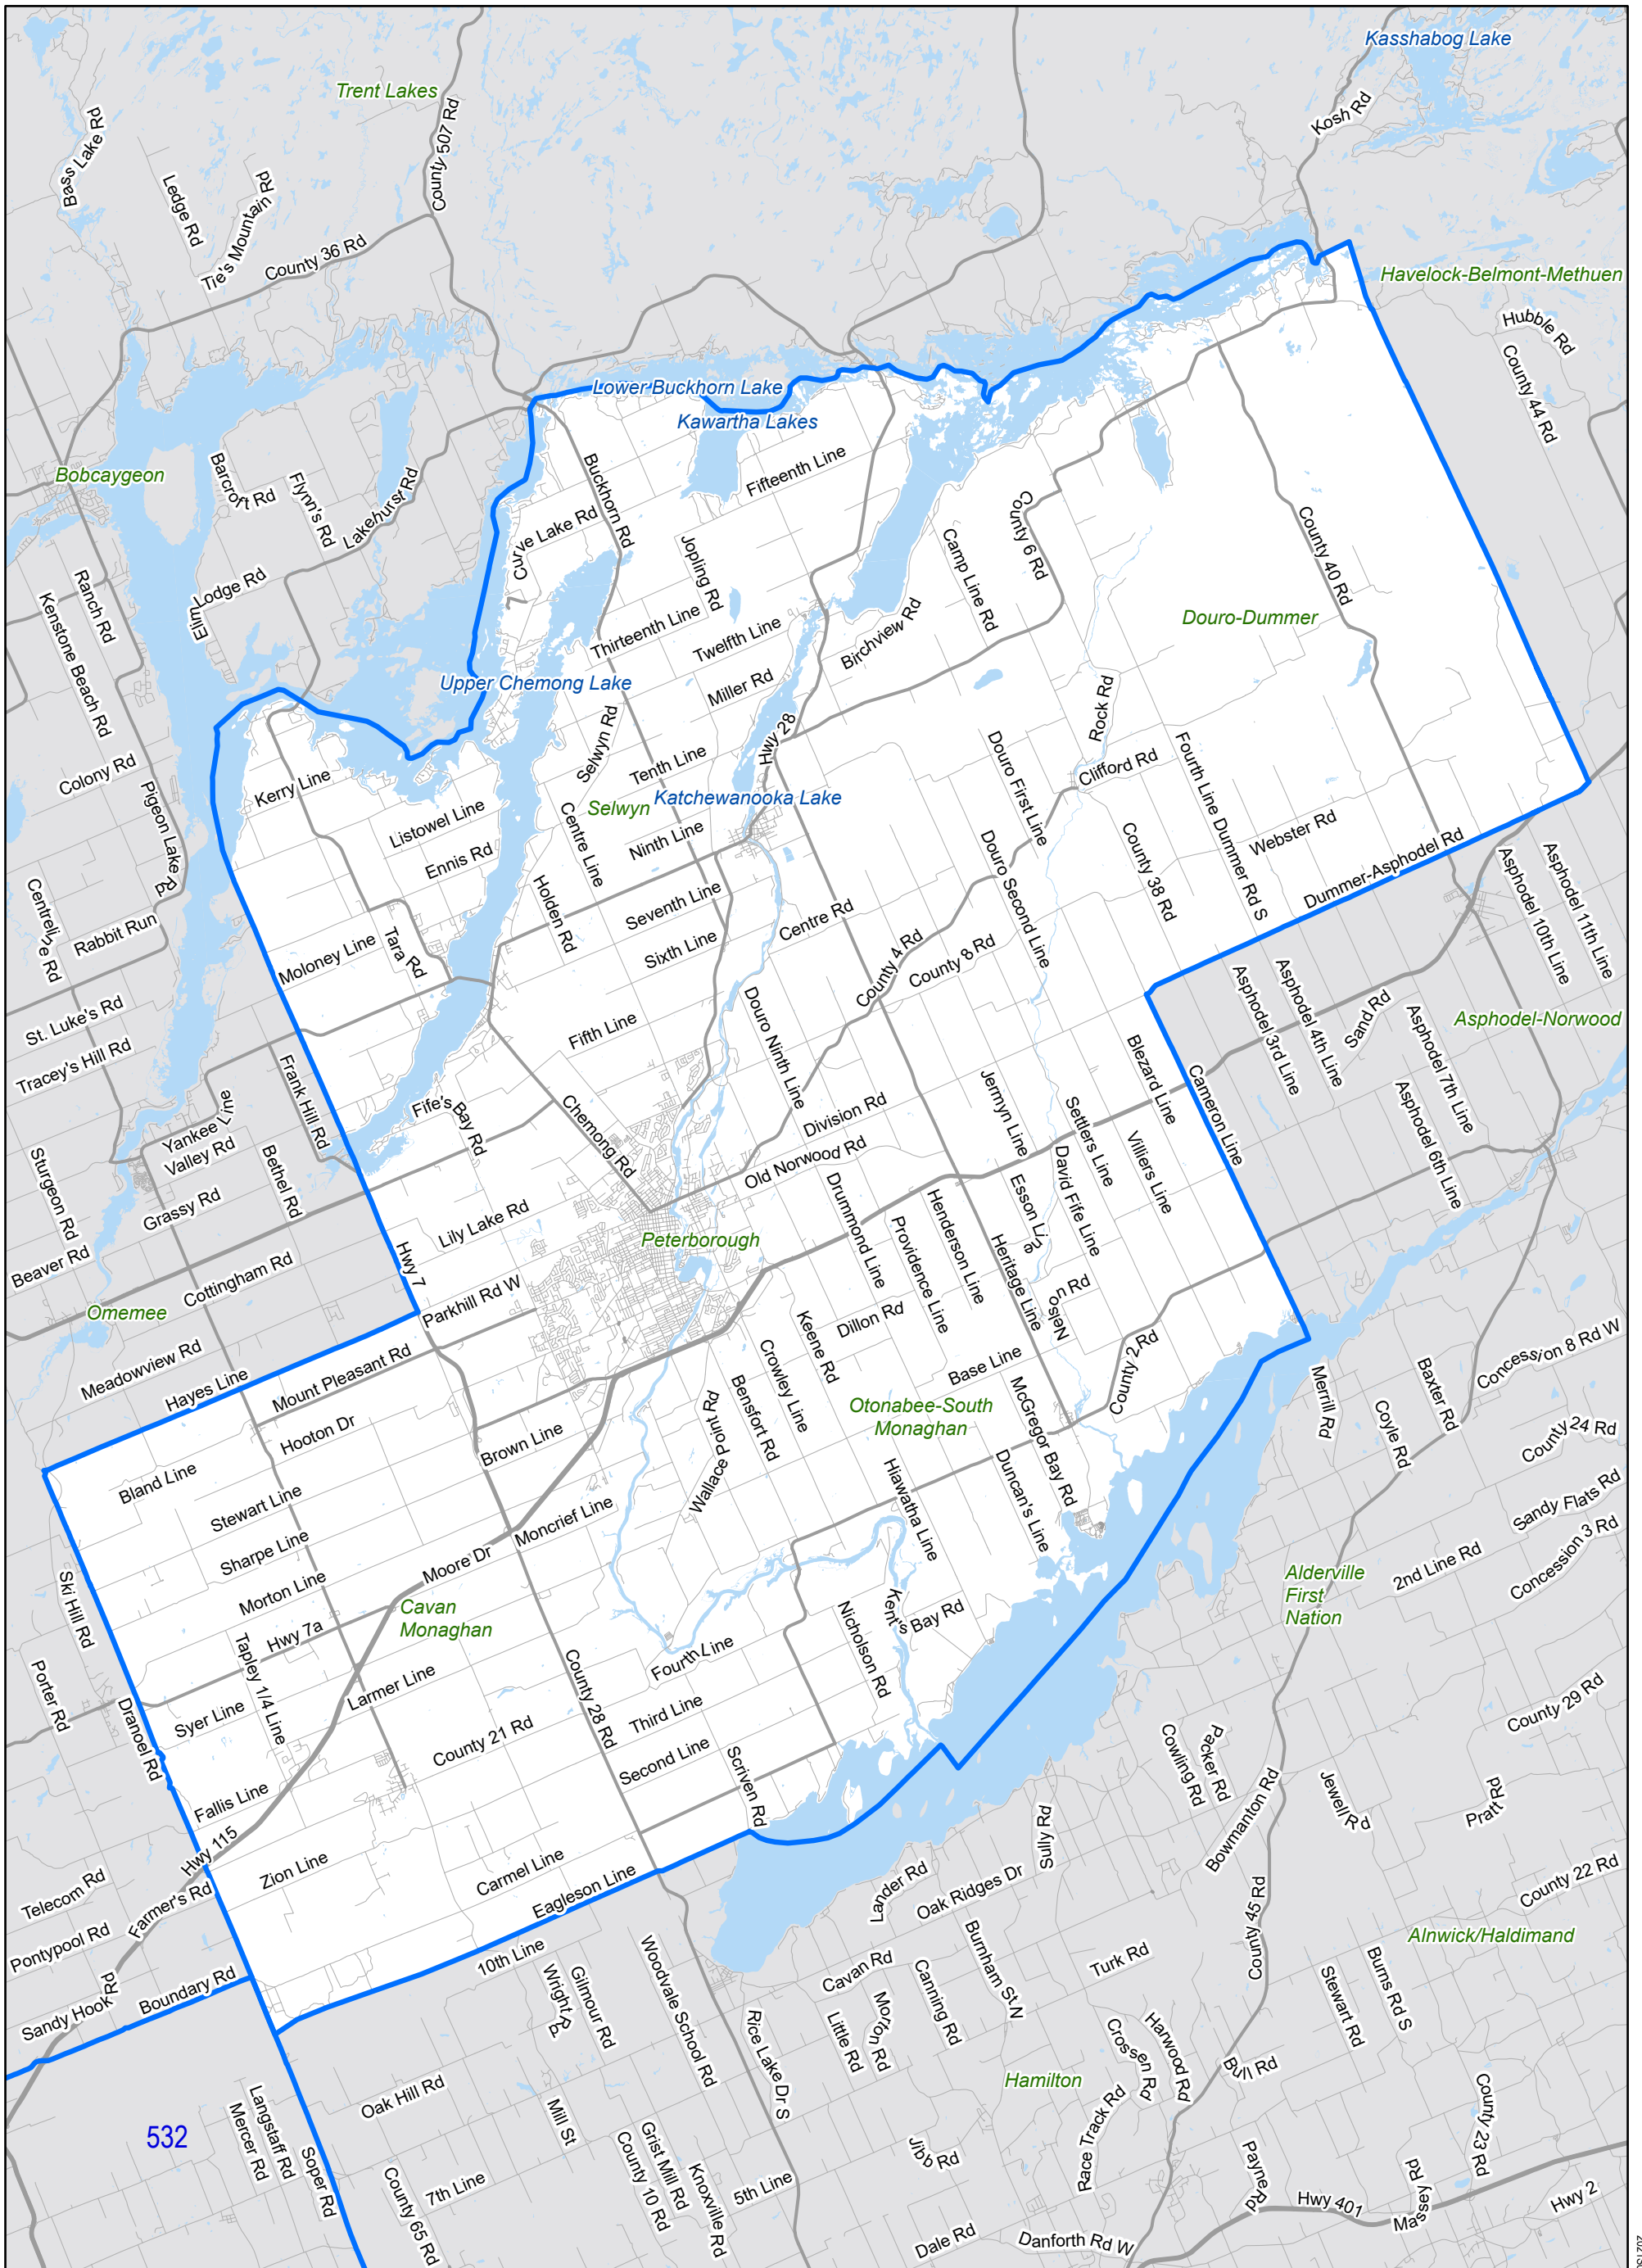 Kasshabog Lake
Trent Lakes
Kosh Rd
Bass Lake Rd
County 507 Rd
Ledge Rd
Tie's Mountain Rd
County 36 Rd
Havelock-Belmont-Methuen
Hubble Rd
County 44 Rd
Lower Buckhorn Lake
Kawartha Lakes
Bobcaygeon
Barcroft Rd
Flynn's Rd
Lakehurst Rd
Buckhorn Rd
Fifteenth Line
Curve Lake Rd
County 6 Rd
County 40 Rd
Camp Line Rd
Jopling Rd
Ranch Rd
Kenstone Beach Rd
Elim Lodge Rd
Thirteenth Line
Twelfth Line
Birchview Rd
Douro-Dummer
Miller Rd
Upper Chemong Lake
Rock Rd
Selwyn Rd
Hwy 28
Tenth Line
Douro First Line
Clifford Rd
Fourth Line Dummer Rd S
Colony Rd
Kerry Line
Pigeon Lake Rd
Listowel Line
Selwyn
Katchewanooka Lake
Centre Line
Ninth Line
Ennis Rd
Webster Rd
County 38 Rd
Douro Second Line
Dummer-Asphodel Rd
Asphodel 10th Line
Asphodel 11th Line
Centreline Rd
Rabbit Run
Holden Rd
Seventh Line
Centre Rd
Sixth Line
Moloney Line
Tara Rd
County 4 Rd
County 8 Rd
Asphodel 3rd Line
Asphodel 4th Line
Sand Rd
Asphodel 7th Line
Asphodel-Norwood
St. Luke's Rd
Fifth Line
Douro Ninth Line
Tracey's Hill Rd
Frank Hill Rd
Blezard Line
Cameron Line
Jermyn Line
Settlers Line
Asphodel 6th Line
Fife's Bay Rd
Chemong Rd
Division Rd
Yankee Line
Valley Rd
Villiers Line
Sturgeon Rd
Bethel Rd
Old Norwood Rd
David Fife Line
Esson Line
Drummond Line
Henderson Line
Grassy Rd
Lily Lake Rd
Providence Line
Peterborough
Heritage Line
Beaver Rd
Hwy 7
Cottingham Rd
Nelson Rd
Omemee
Parkhill Rd W
Dillon Rd
Keene Rd
Crowley Line
County 2 Rd
Meadowview Rd
Mount Pleasant Rd
Base Line
Merrill Rd
Baxter Rd
Concession 8 Rd W
Hayes Line
Bensfort Rd
McGregor Bay Rd
Otonabee-South
Monaghan
Coyle Rd
County 24 Rd
Hooton Dr
Wallace Point Rd
Brown Line
Bland Line
Duncan's Line
Hiawatha Line
Stewart Line
Sandy Flats Rd
Moncrief Line
Sharpe Line
Concession 3 Rd
Moore Dr
2nd Line Rd
Alderville
First
Nation
Ski Hill Rd
Morton Line
Cavan
Monaghan
Kent's Bay Rd
Nicholson Rd
Hwy 7a
Tapley 1/4 Line
Fourth Line
Larmer Line
Porter Rd
County 28 Rd
County 29 Rd
Dranoel Rd
Syer Line
Third Line
County 21 Rd
Packer Rd
Cowling Rd
Second Line
Scriven Rd
Jewell Rd
Pratt Rd
Fallis Line
Bowmanton Rd
Sully Rd
Hwy 115
Zion Line
Carmel Line
Eagleson Line
Telecom Rd
Farmer's Rd
Lander Rd
Oak Ridges Dr
County 22 Rd
County 45 Rd
Alnwick/Haldimand
Pontypool Rd
10th Line
Woodvale School Rd
Burnham St N
Turk Rd
Burns Rd S
Boundary Rd
Sandy Hook Rd
Wright Rd
Gilmour Rd
Cavan Rd
Canning Rd
Stewart Rd
Morton Rd
Little Rd
Rice Lake Dr S
Crossen Rd
Harwood Rd
Bull Rd
Hamilton
Oak Hill Rd
Langstaff Rd
Mercer Rd
Mill St
Race Track Rd
County 23 Rd
532
Soper Rd
Grist Mill Rd
County 10 Rd
Knoxville Rd
Jibb Rd
Payne Rd
Massey Rd
County 65 Rd
7th Line
5th Line
Hwy 401
Hwy 2
Dale Rd
Danforth Rd W